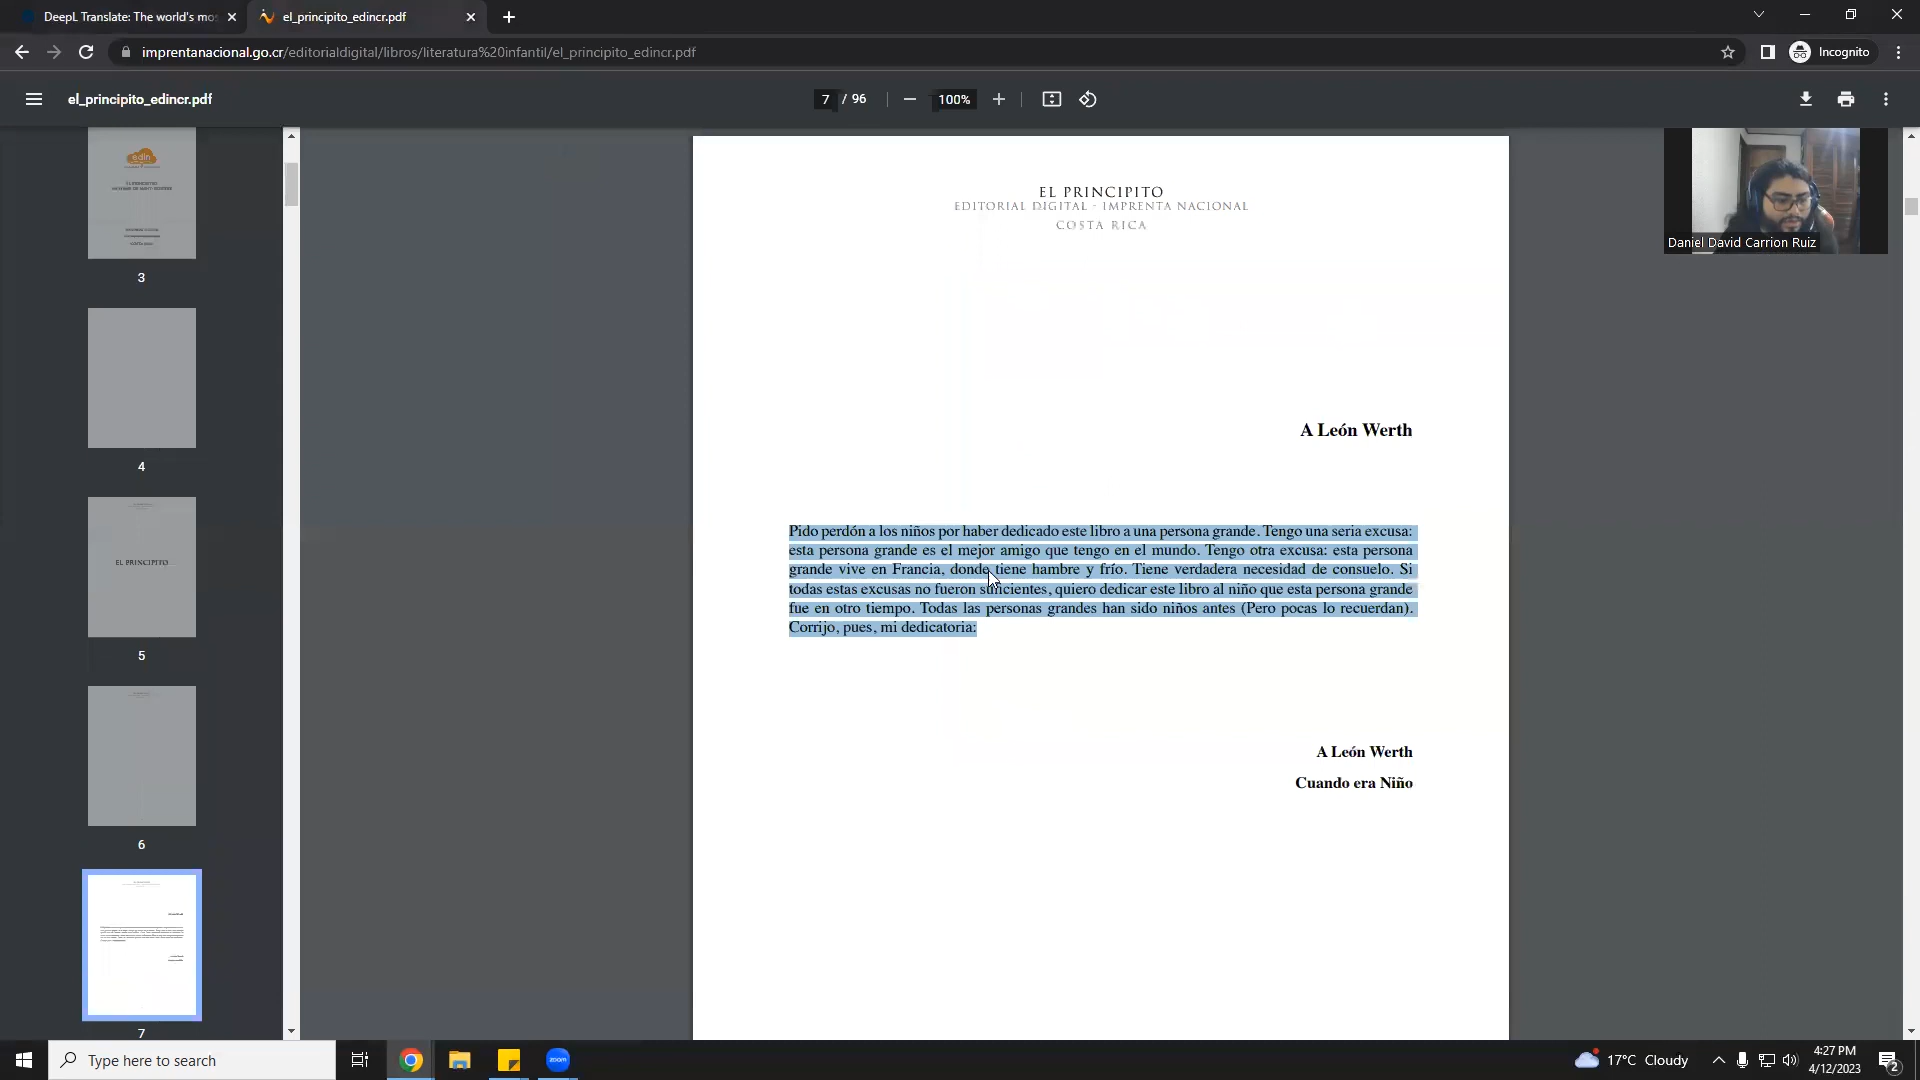 DeepL Translate: The world's mo
el_principito_edincr.pdf
imprentanacional.go.cr/editorialdigital/libros/literatura%20infantil/el_principito_edincr.pdf
Incognito
el_principito_edincr.pdf
7 / 96
100%
edin
3
4
EL PRINCIPITO
5
6
7
EL PRINCIPITO
EDITORIAL DIGITAL - IMPRENTA NACIONAL
COSTA RICA
A León Werth
Pido perdón a los niños por haber dedicado este libro a una persona grande. Tengo una seria excusa:
esta persona grande es el mejor amigo que tengo en el mundo. Tengo otra excusa: esta persona
grande vive en Francia, donde tiene hambre y frío. Tiene verdadera necesidad de consuelo. Si
todas estas excusas no fueron suficientes, quiero dedicar este libro al niño que esta persona grande
fue en otro tiempo. Todas las personas grandes han sido niños antes (Pero pocas lo recuerdan).
Corrijo, pues, mi dedicatoria:
A León Werth
Cuando era Niño
Daniel David Carrion Ruiz
Type here to search
zoom
17°C Cloudy
4:27 PM
4/12/2023
2